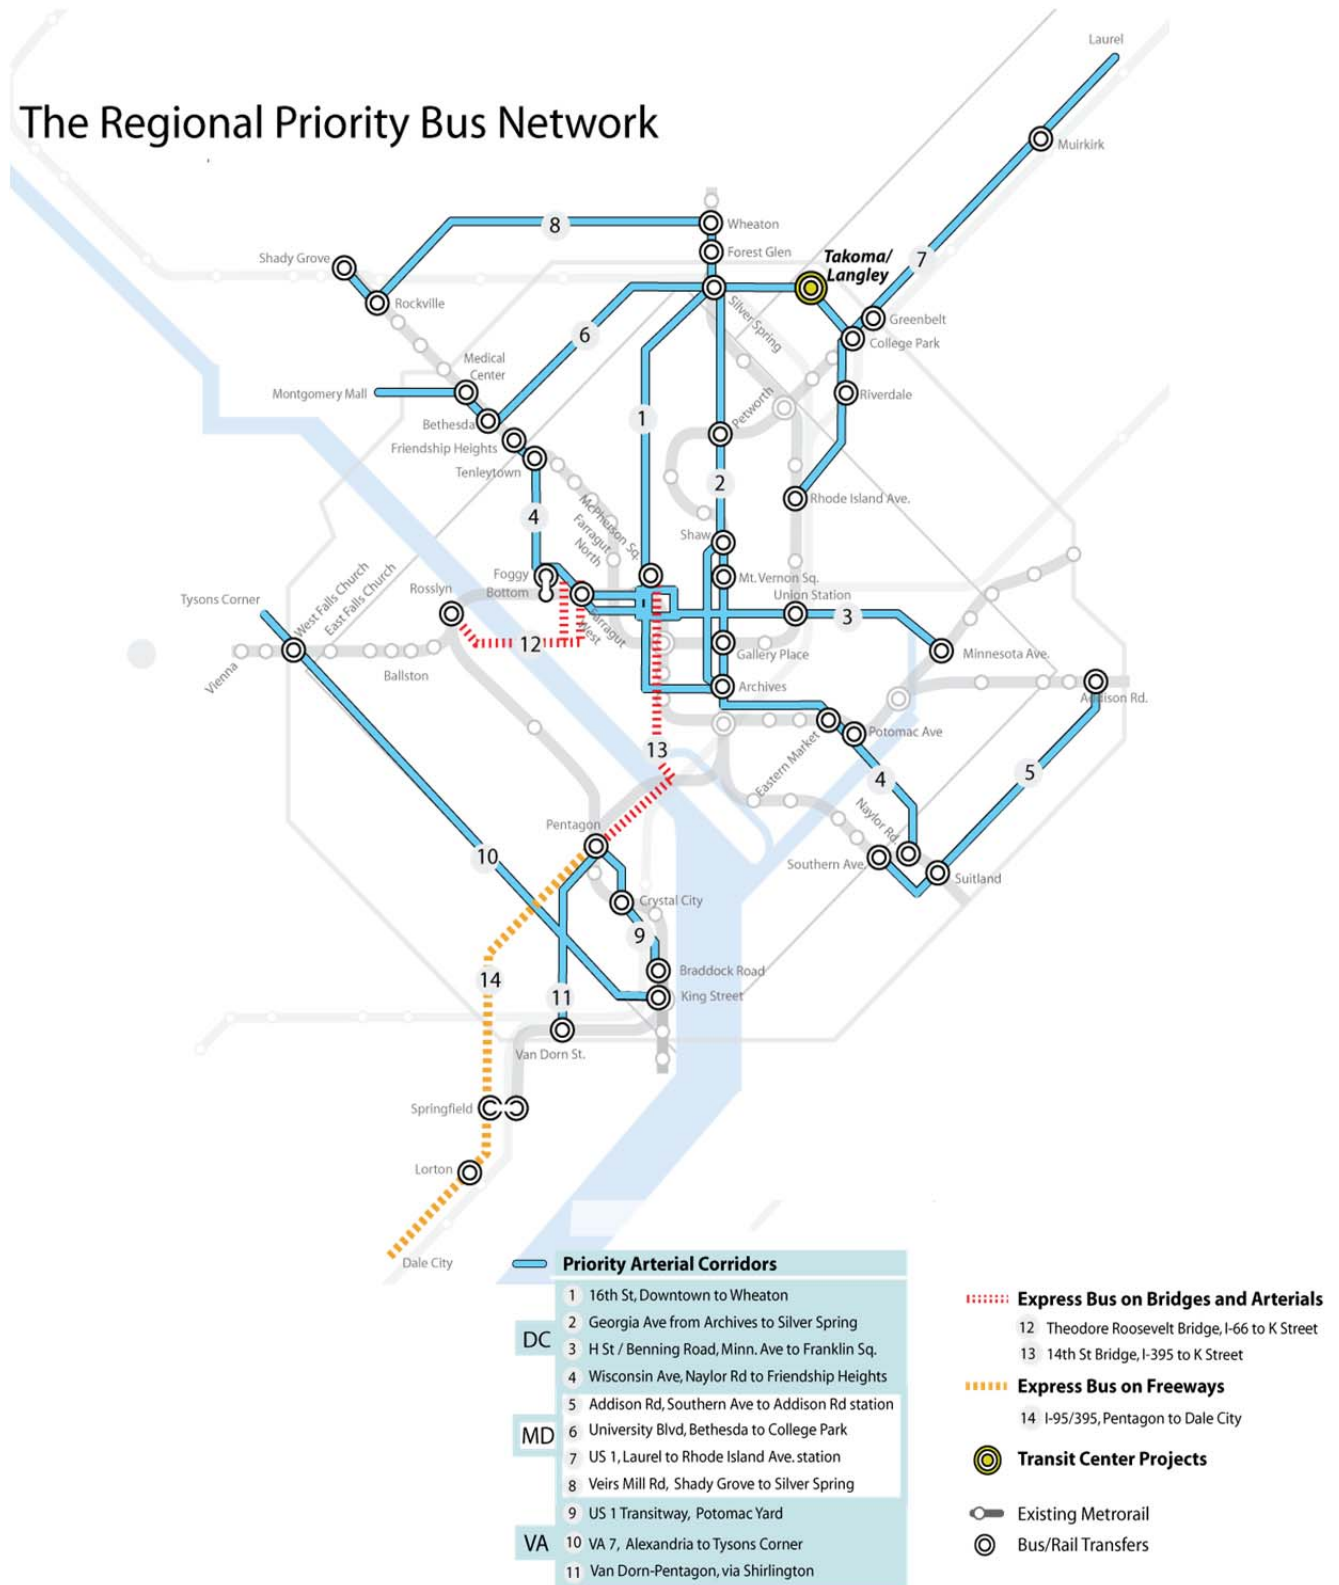 The Regional Priority Bus Network
Laurel
Muirkirk
8
Wheaton
Forest Glen
Shady Grove
Takoma/
Langley
7
Rockville
Silver Spring
Greenbelt
College Park
6
Medical
Center
Montgomery Mall
Riverdale
Bethesda
Petworth
1
Friendship Heights
Tenleytown
2
Rhode Island Ave.
4
McPherson Sq.
Farragut
North
Shaw
Foggy
Bottom
Mt. Vernon Sq.
Rosslyn
Union Station
Tysons Corner
West Falls Church
East Falls Church
3
Farragut
West
12
Gallery Place
Minnesota Ave.
Vienna
Ballston
Archives
Addison Rd.
Potomac Ave
13
Eastern Market
4
5
Naylor Rd.
Pentagon
10
Southern Ave.
Suitland
Crystal City
9
Braddock Road
14
11
King Street
Van Dorn St.
Springfield
Lorton
Dale City
Priority Arterial Corridors
DC
1 16th St, Downtown to Wheaton
2 Georgia Ave from Archives to Silver Spring
3 H St / Benning Road, Minn. Ave to Franklin Sq.
4 Wisconsin Ave, Naylor Rd to Friendship Heights
MD
5 Addison Rd, Southern Ave to Addison Rd station
6 University Blvd, Bethesda to College Park
7 US 1, Laurel to Rhode Island Ave. station
8 Veirs Mill Rd, Shady Grove to Silver Spring
VA
9 US 1 Transitway, Potomac Yard
10 VA 7, Alexandria to Tysons Corner
11 Van Dorn-Pentagon, via Shirlington
Express Bus on Bridges and Arterials
12 Theodore Roosevelt Bridge, I-66 to K Street
13 14th St Bridge, I-395 to K Street
Express Bus on Freeways
14 I-95/395, Pentagon to Dale City
Transit Center Projects
Existing Metrorail
Bus/Rail Transfers